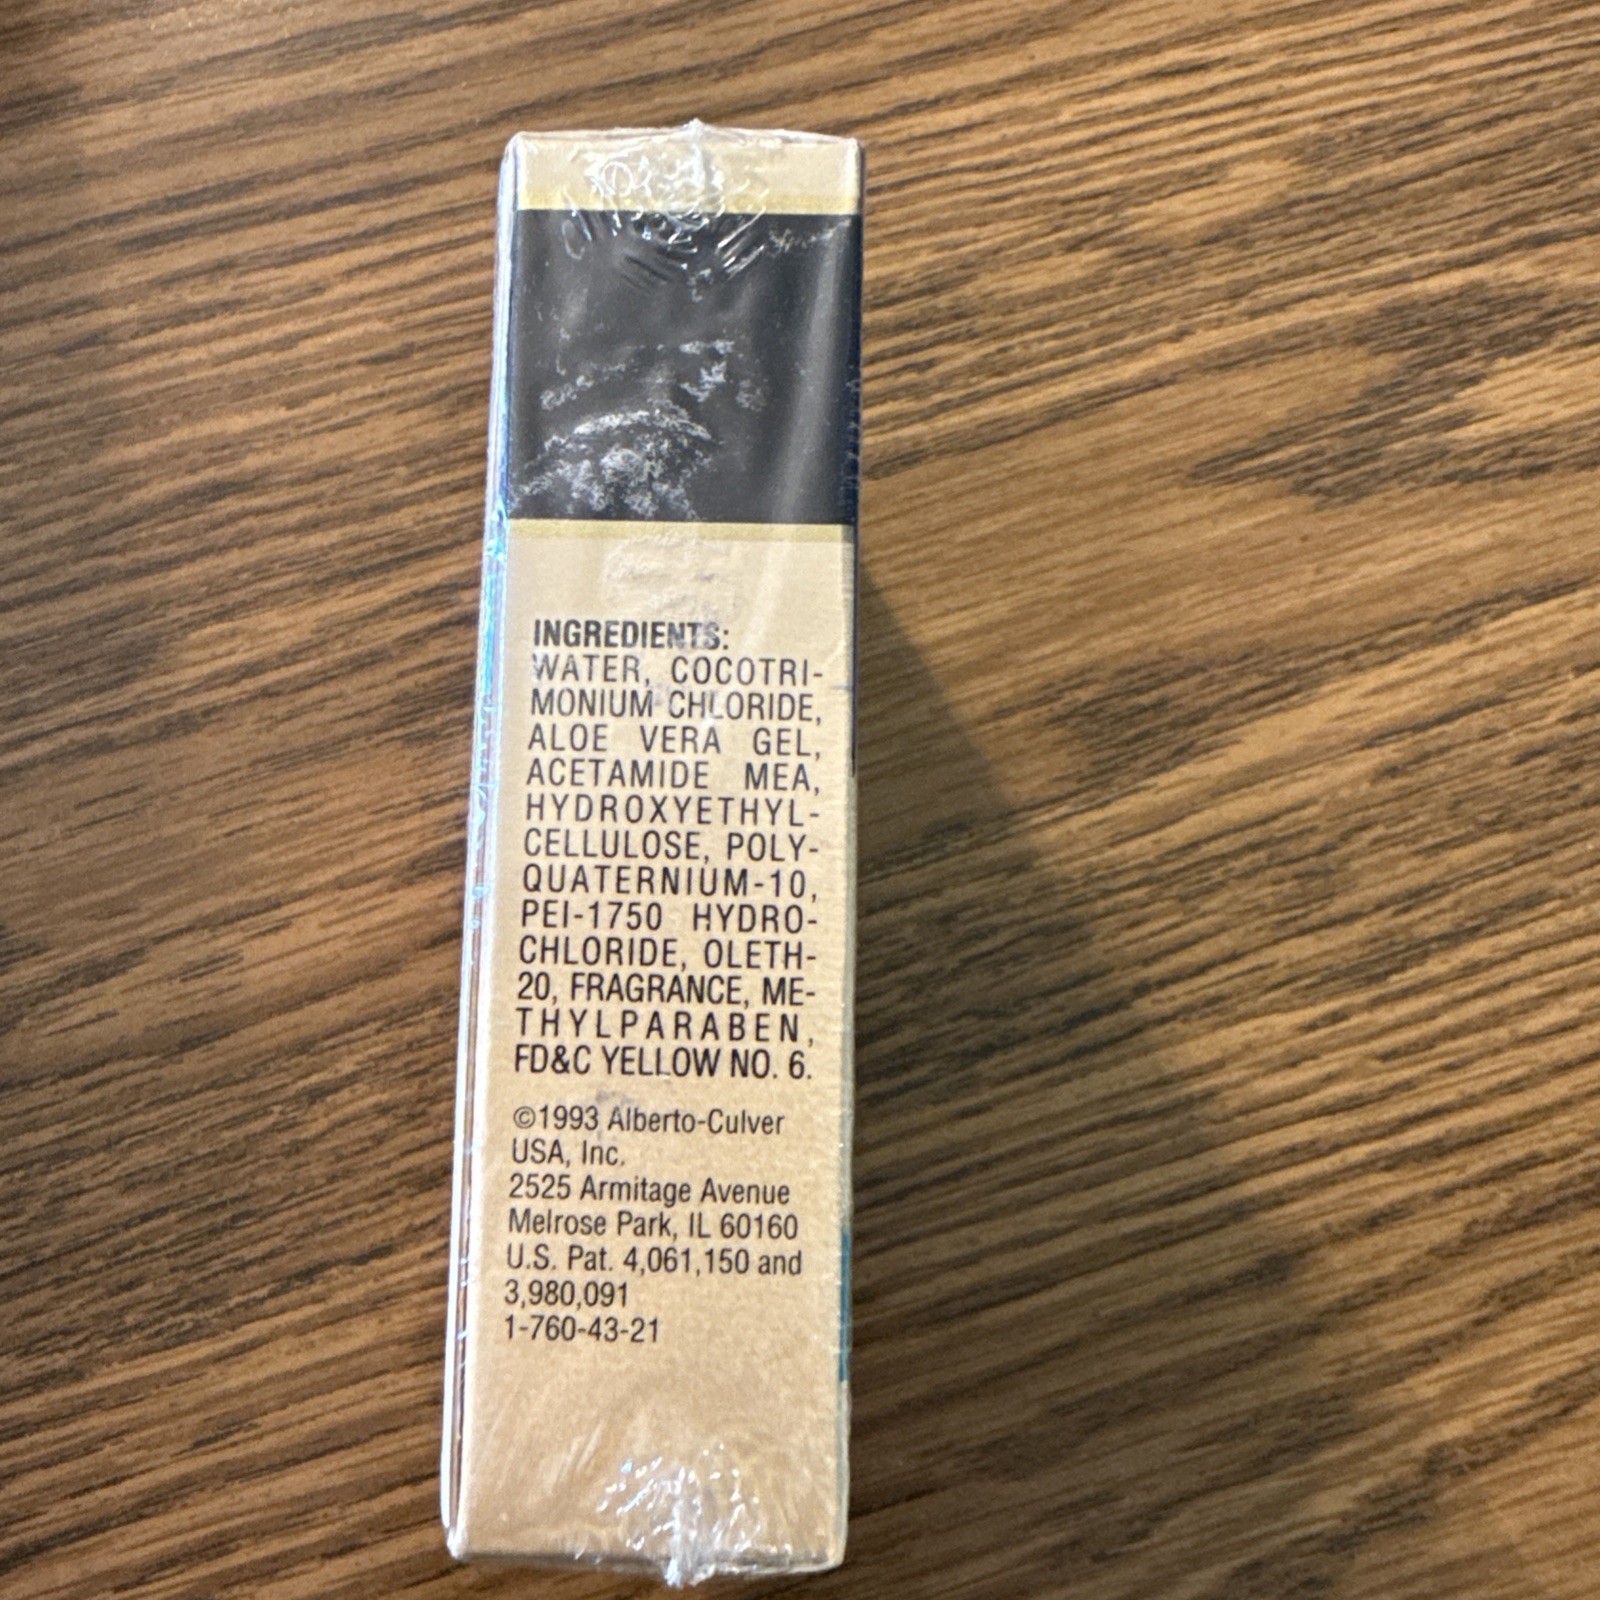 INGREDIENTS:
WATER, COCOTRI-
MONIUM CHLORIDE,
ALOE VERA GEL,
ACETAMIDE MEA,
HYDROXYETHYL-
CELLULOSE, POLY-
QUATERNIUM-10,
PEI-1750 HYDRO-
CHLORIDE, OLETH-
20, FRAGRANCE, ME-
THYLPARABEN,
FD&C YELLOW NO. 6.
©1993 Alberto-Culver
USA, Inc.
2525 Armitage Avenue
Melrose Park, IL 60160
U.S. Pat. 4,061,150 and
3,980,091
1-760-43-21